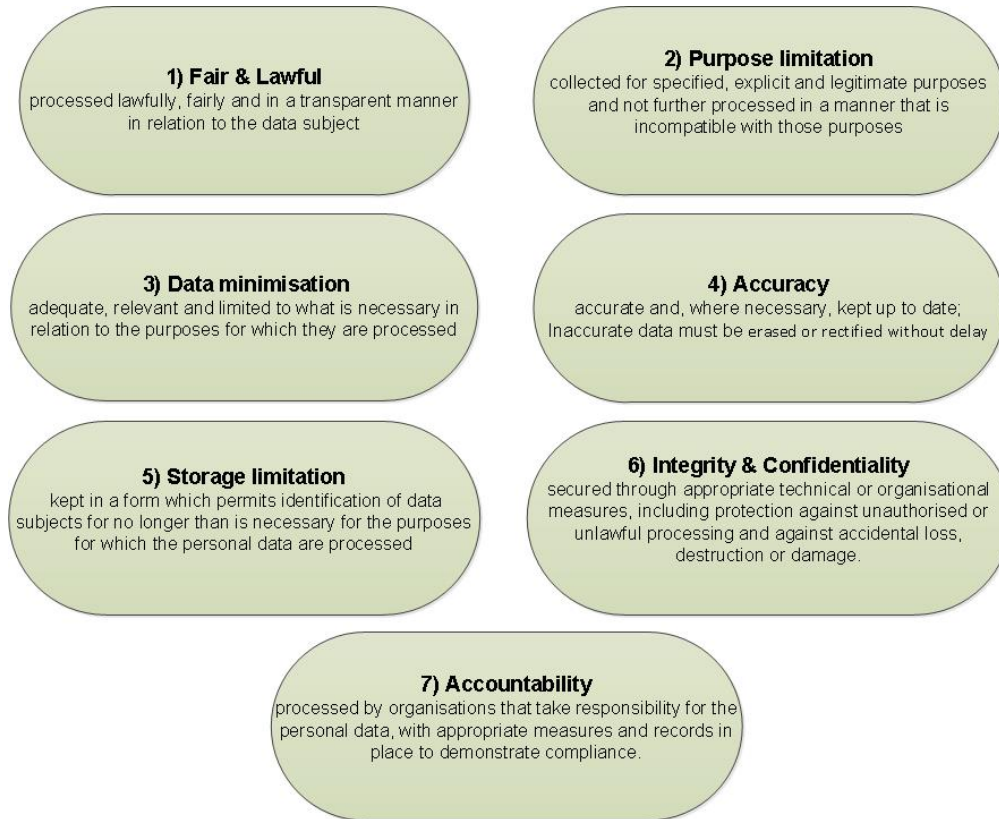 1) Fair & Lawful
processed lawfully, fairly and in a transparent manner
in relation to the data subject
2) Purpose limitation
collected for specified, explicit and legitimate purposes
and not further processed in a manner that is
incompatible with those purposes
3) Data minimisation
adequate, relevant and limited to what is necessary in
relation to the purposes for which they are processed
4) Accuracy
accurate and, where necessary, kept up to date;
Inaccurate data must be erased or rectified without delay
5) Storage limitation
kept in a form which permits identification of data
subjects for no longer than is necessary for the purposes
for which the personal data are processed
6) Integrity & Confidentiality
secured through appropriate technical or organisational
measures, including protection against unauthorised or
unlawful processing and against accidental loss,
destruction or damage.
7) Accountability
processed by organisations that take responsibility for the
personal data, with appropriate measures and records in
place to demonstrate compliance.